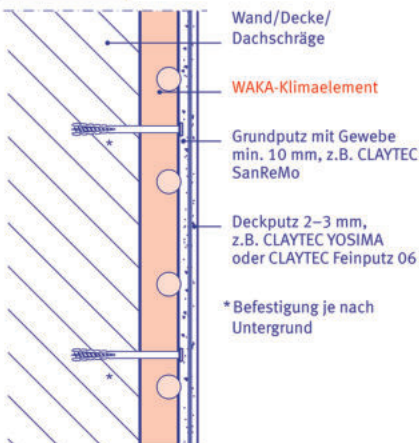 Wand/Decke/
Dachschräge
WAKA-Klimaelement
Grundputz mit Gewebe
min. 10 mm, z.B. CLAYTEC
SanReMo
Deckputz 2–3 mm,
z.B. CLAYTEC YOSIMA
oder CLAYTEC Feinputz 06
* Befestigung je nach
Untergrund
*
*